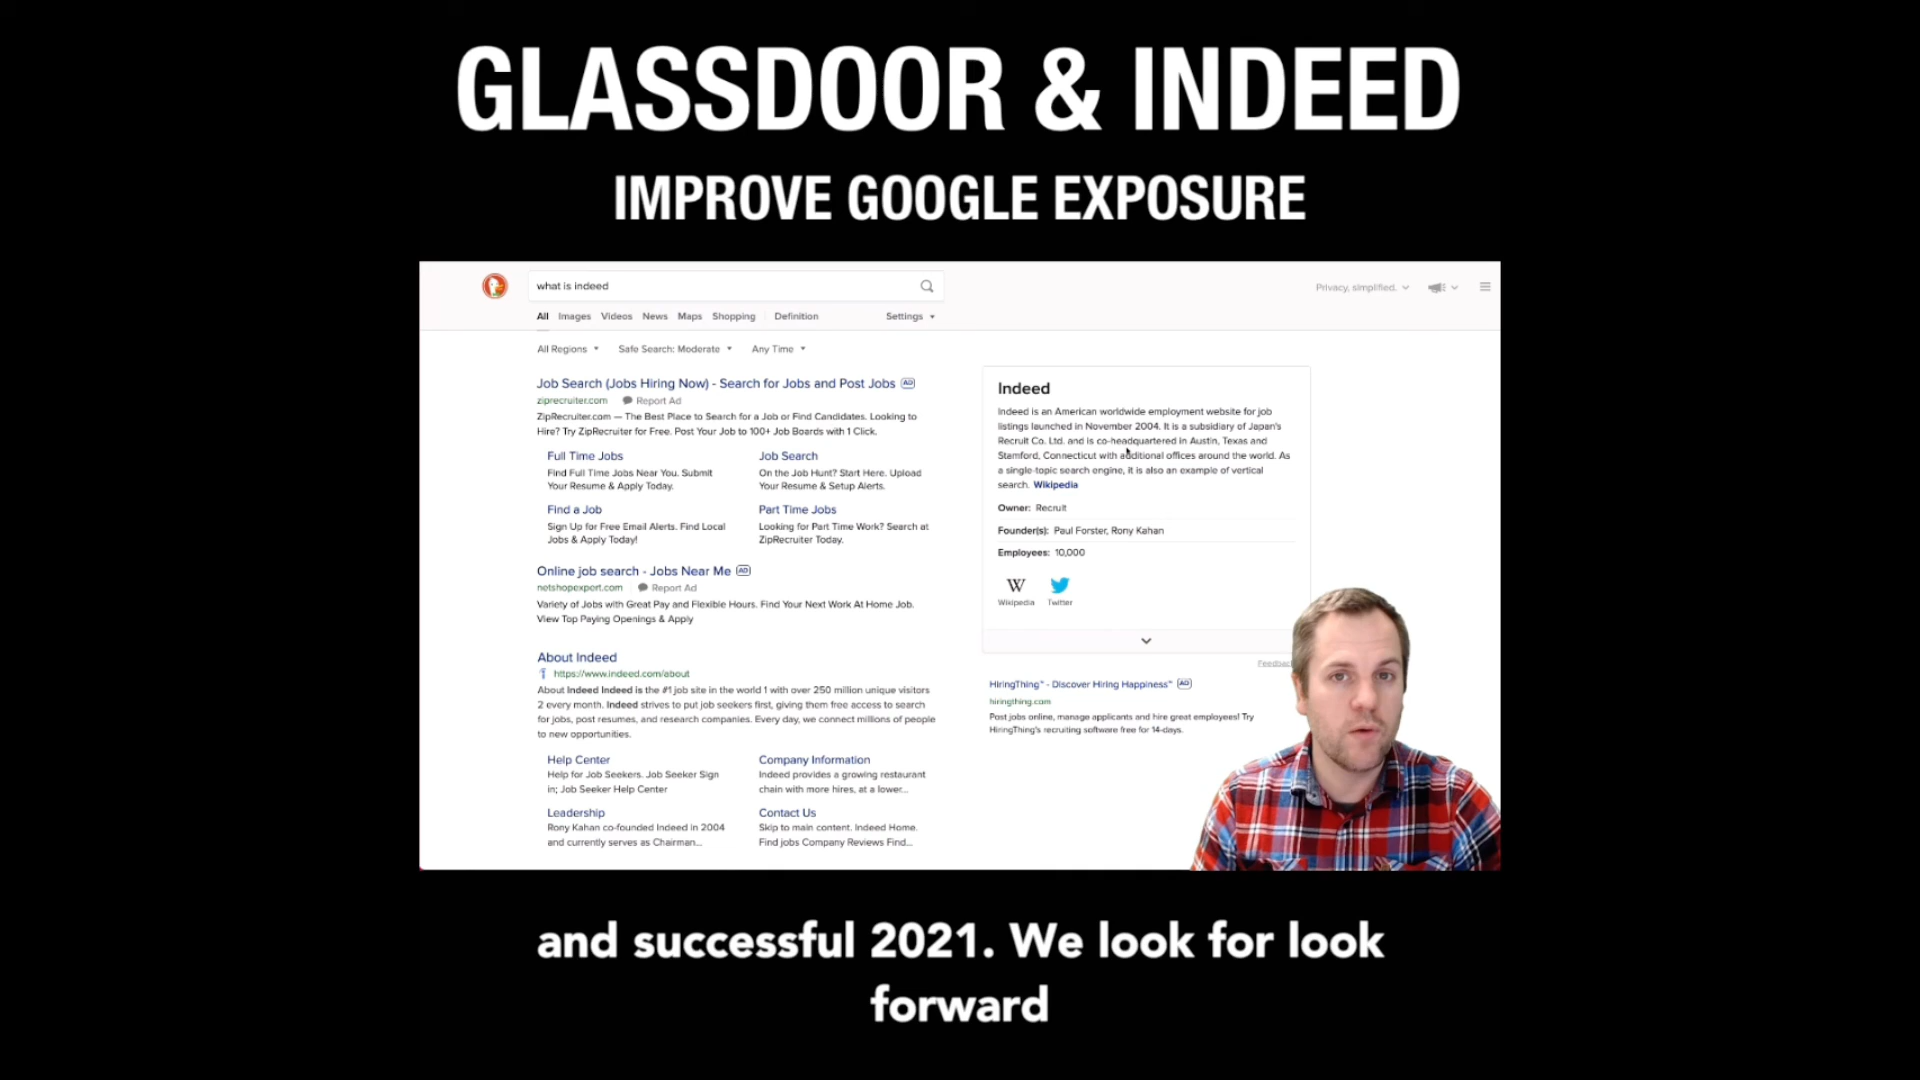 GLASSDOOR & INDEED
IMPROVE GOOGLE EXPOSURE
what is indeed
Privacy, simplified.
All Images Videos News Maps Shopping Definition Settings
All Regions Safe Search: Moderate Any Time
Job Search (Jobs Hiring Now) - Search for Jobs and Post Jobs AD
ziprecruiter.com Report Ad
ZipRecruiter.com — The Best Place to Search for a Job or Find Candidates. Looking to
Hire? Try ZipRecruiter for Free. Post Your Job to 100+ Job Boards with 1 Click.
Full Time Jobs
Find Full Time Jobs Near You. Submit
Your Resume & Apply Today.
Job Search
On the Job Hunt? Start Here. Upload
Your Resume & Setup Alerts.
Find a Job
Sign Up for Free Email Alerts. Find Local
Jobs & Apply Today!
Part Time Jobs
Looking for Part Time Work? Search at
ZipRecruiter Today.
Online job search - Jobs Near Me AD
netshopexpert.com Report Ad
Variety of Jobs with Great Pay and Flexible Hours. Find Your Next Work At Home Job.
View Top Paying Openings & Apply
About Indeed
https://www.indeed.com/about
About Indeed Indeed is the #1 job site in the world 1 with over 250 million unique visitors
2 every month. Indeed strives to put job seekers first, giving them free access to search
for jobs, post resumes, and research companies. Every day, we connect millions of people
to new opportunities.
Help Center
Help for Job Seekers. Job Seeker Sign
in; Job Seeker Help Center
Company Information
Indeed provides a growing restaurant
chain with more hires, at a lower...
Leadership
Rony Kahan co-founded Indeed in 2004
and currently serves as Chairman...
Contact Us
Skip to main content. Indeed Home.
Find jobs Company Reviews Find...
Indeed
Indeed is an American worldwide employment website for job
listings launched in November 2004. It is a subsidiary of Japan's
Recruit Co. Ltd. and is co-headquartered in Austin, Texas and
Stamford, Connecticut with additional offices around the world. As
a single-topic search engine, it is also an example of vertical
search. Wikipedia
Owner: Recruit
Founder(s): Paul Forster, Rony Kahan
Employees: 10,000
W
Wikipedia Twitter
Feedbac
HiringThing™ - Discover Hiring Happiness™ AD
hiringthing.com
Post jobs online, manage applicants and hire great employees! Try
HiringThing's recruiting software free for 14-days.
and successful 2021. We look for look
forward